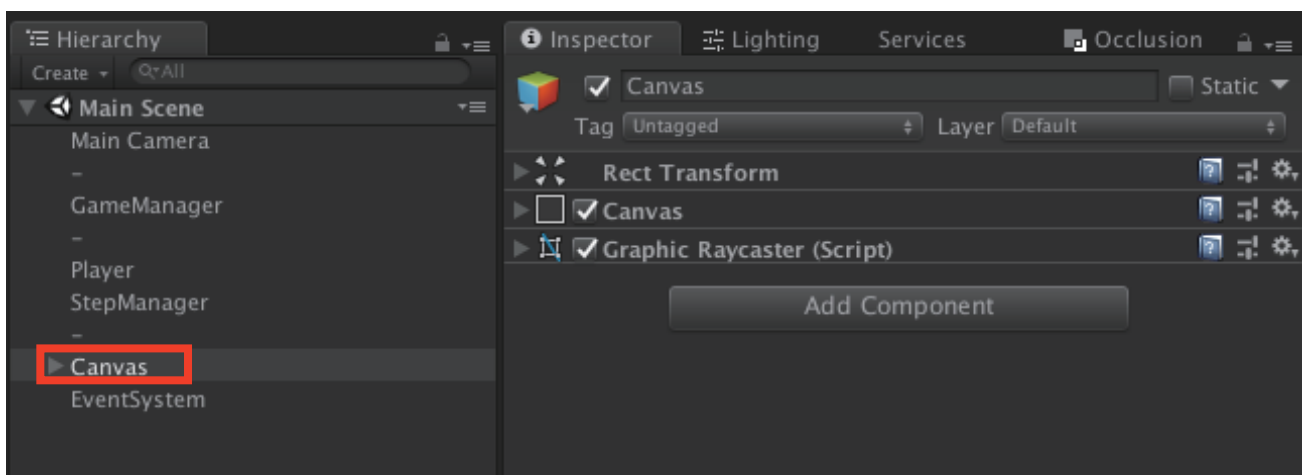 Hierarchy
Create All
Main Scene
Main Camera
–
GameManager
–
Player
StepManager
–
Canvas
EventSystem
Inspector Lighting Services Occlusion
Canvas Static
Tag Untagged Layer Default
Rect Transform
Canvas
Graphic Raycaster (Script)
Add Component